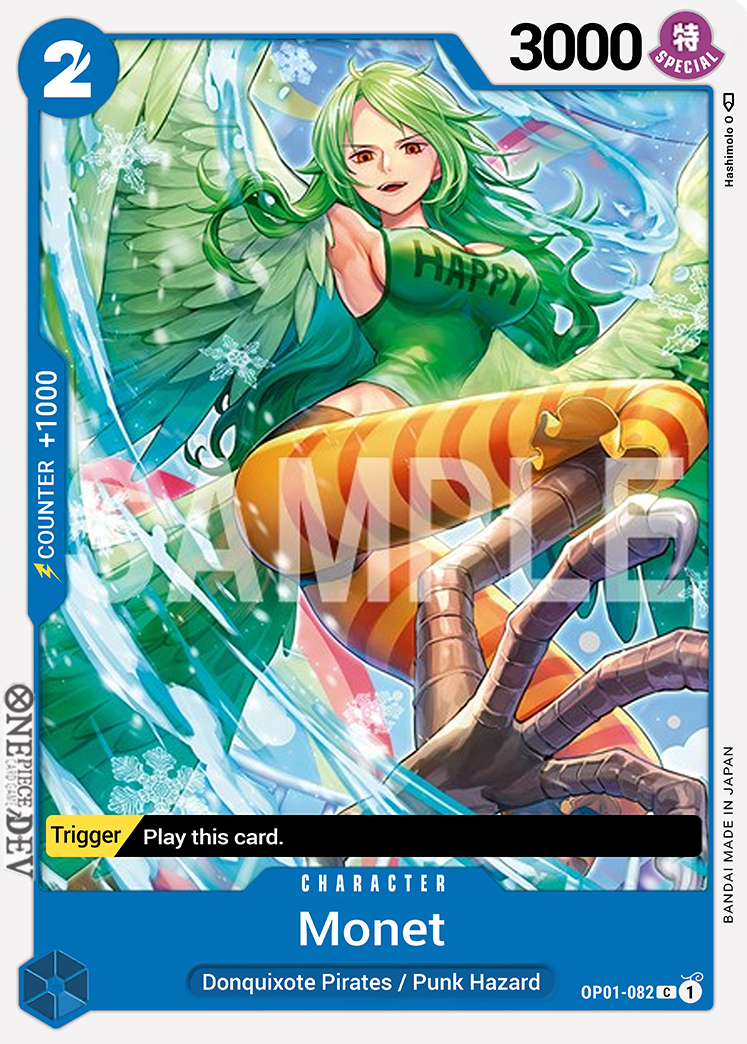 2
3000
特
SPECIAL
Hashimoto Q
HAPPY
COUNTER +1000
SAMPLE
ONE PIECE
CARD GAME
DEV
Trigger Play this card.
BANDAI MADE IN JAPAN
CHARACTER
Monet
Donquixote Pirates / Punk Hazard
OP01-082 C 1